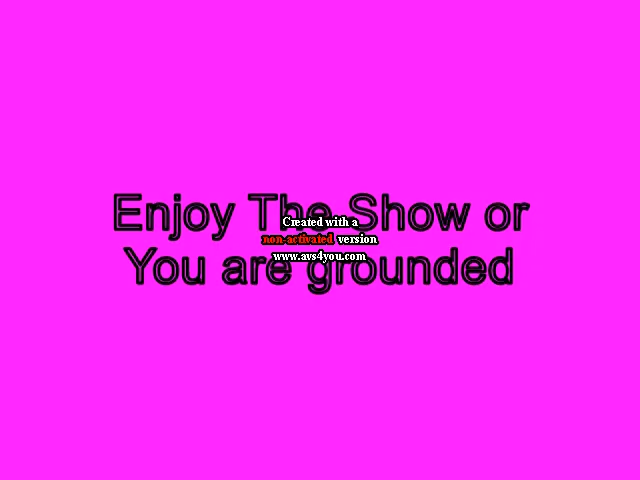 Enjoy The Show or
You are grounded
Created with a
non-activated version
www.avs4you.com